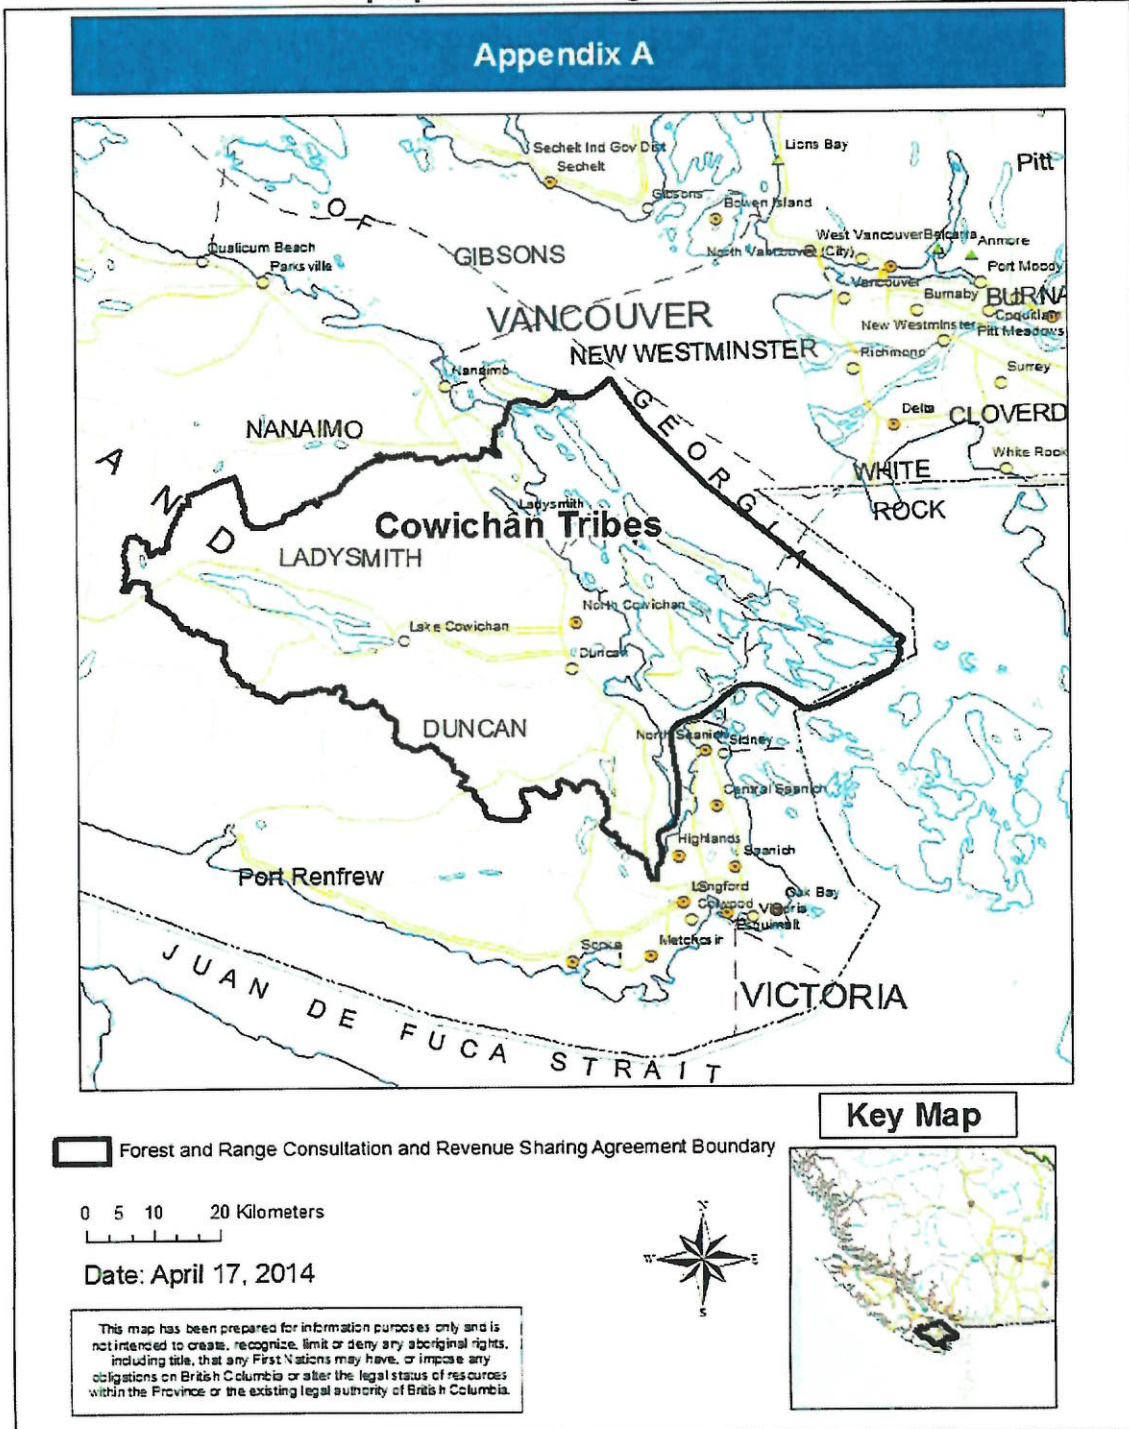 Appendix A
Sechelt Ind Gov Dist
Sechelt
Lions Bay
Pitt
Gibsons
Bowen Island
OF
GIBSONS
West Vancouver
Belcarra
Anmore
North Vancouver (City)
Port Moody
Qualicum Beach
Parksville
Vancouver
Burnaby
BURNA
Coquitlam
VANCOUVER
New Westminster
Pitt Meadows
NEW WESTMINSTER
Richmond
Nanaimo
Surrey
Delta
CLOVERD
NANAIMO
GEORGIA
White Rock
AND
WHITE
ROCK
Ladysmith
Cowichan Tribes
LADYSMITH
North Cowichan
Lake Cowichan
Duncan
DUNCAN
North Saanich
Sidney
Central Saanich
Highlands
Saanich
Port Renfrew
Langford
Oak Bay
Colwood
Victoria
Esquimalt
Sooke
Metchosin
VICTORIA
JUAN DE FUCA STRAIT
Key Map
Forest and Range Consultation and Revenue Sharing Agreement Boundary
0 5 10 20 Kilometers
N
W E
S
Date: April 17, 2014
This map has been prepared for information purposes only and is
not intended to create, recognize, limit or deny any aboriginal rights,
including title, that any First Nations may have, or impose any
obligations on British Columbia or alter the legal status of resources
within the Province or the existing legal authority of British Columbia.